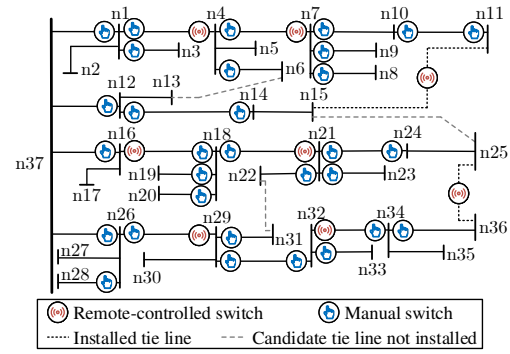 n1 n4 n7 n10 n11
n3 n5 n9
n2 n6 n8
n12 n13 n14 n15
n16 n18 n21 n24 n25
n37
n19 n22 n23
n17 n20
n26 n29 n31 n32 n34 n36
n27 n35
n28 n30 n33
Remote-controlled switch Manual switch
Installed tie line Candidate tie line not installed